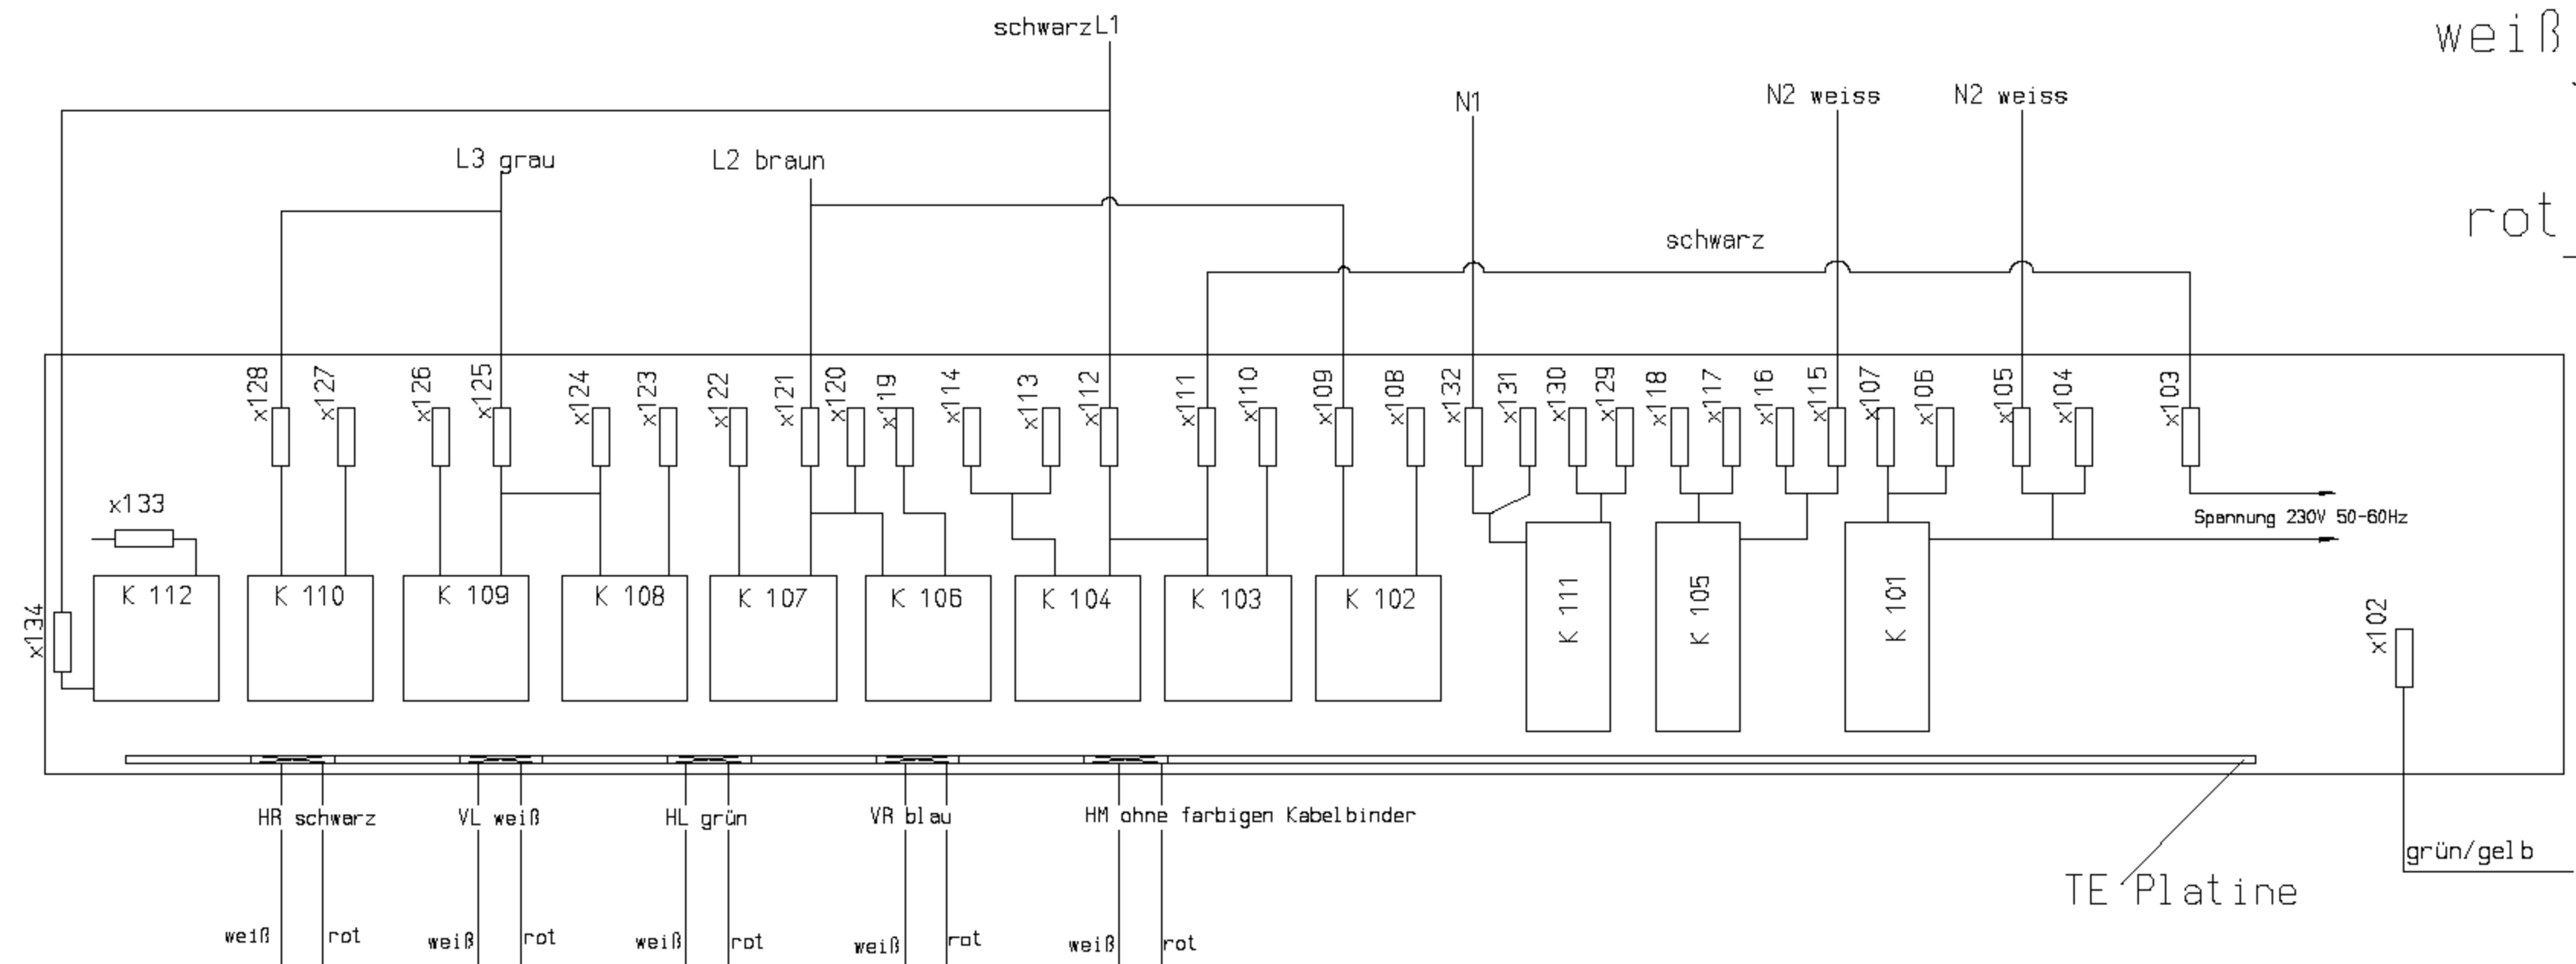 schwarz L1
weiß
N1
N2 weiss
N2 weiss
L3 grau
L2 braun
rot
schwarz
x128
x127
x126
x125
x124
x123
x122
x121
x120
x119
x114
x113
x112
x111
x110
x109
x108
x132
x131
x130
x129
x118
x117
x116
x115
x107
x106
x105
x104
x103
x133
Spannung 230V 50-60Hz
x134
K 112
K 110
K 109
K 108
K 107
K 106
K 104
K 103
K 102
K 111
K 105
K 101
x102
HR schwarz
VL weiß
HL grün
VR blau
HM ohne farbigen Kabelbinder
grün/gelb
TE Platine
weiß
rot
weiß
rot
weiß
rot
weiß
rot
weiß
rot